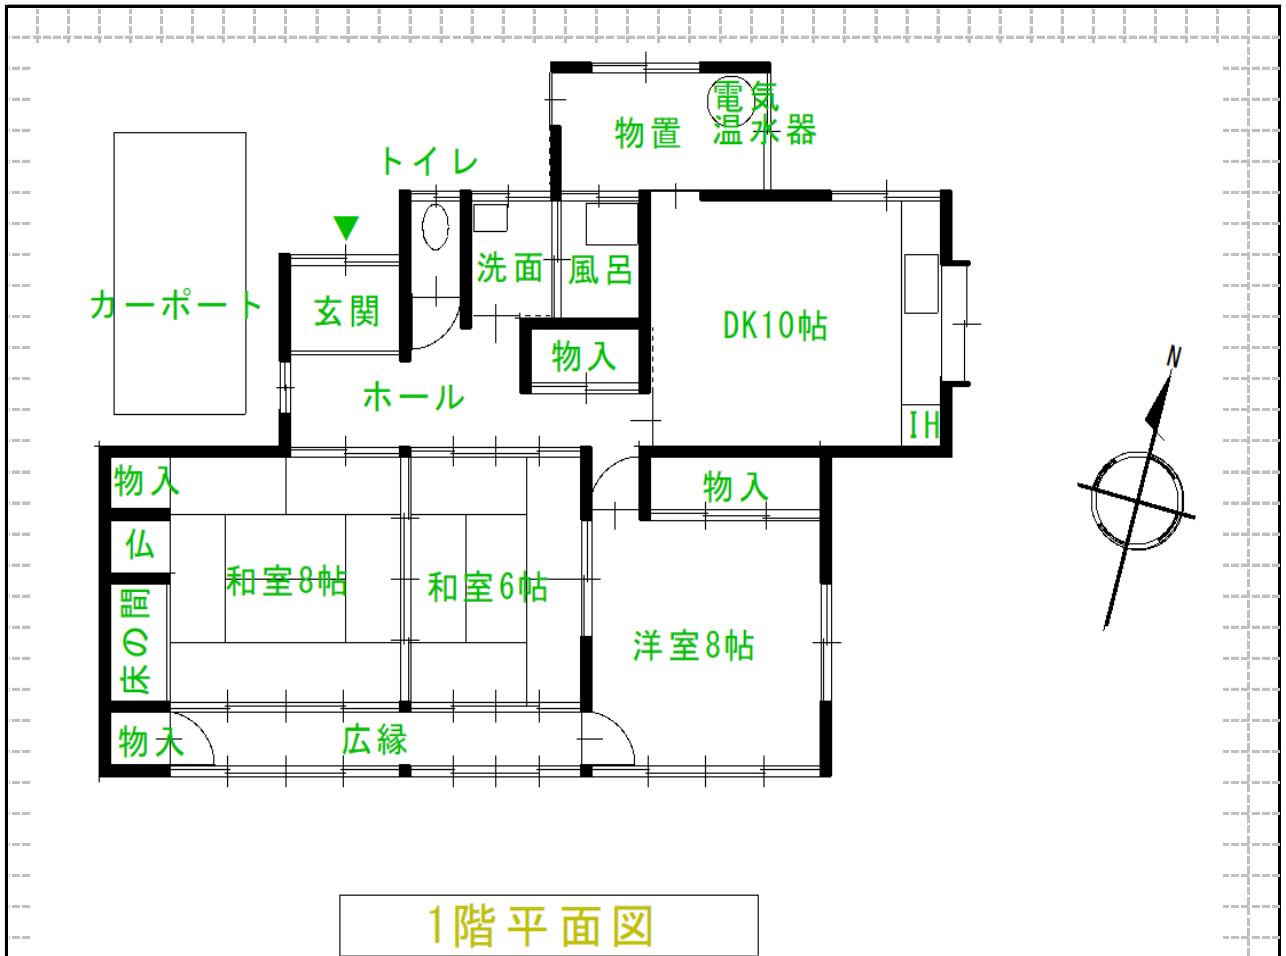 電気
温水器
物置
トイレ
洗面
風呂
玄関
カーポート
DK10帖
物入
ホール
IH
N
物入
物入
仏
和室8帖
和室6帖
床の間
洋室8帖
物入
広縁
1階平面図